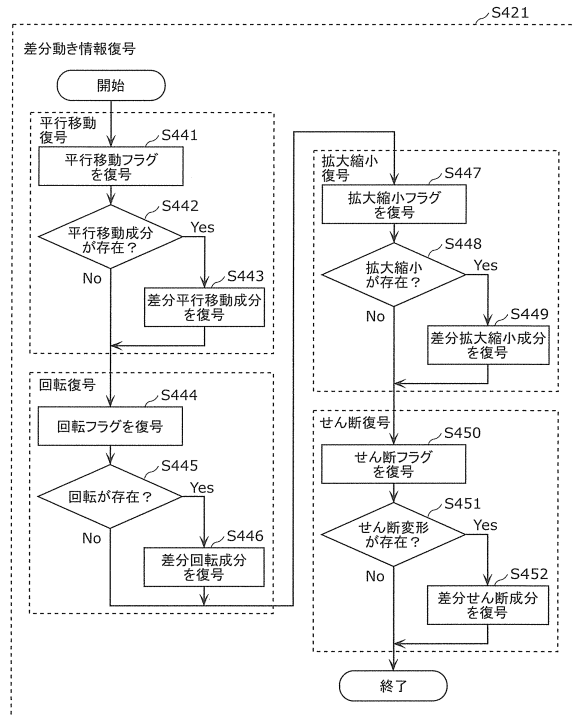 S421
差分動き情報復号
開始
平行移動
復号
S441
平行移動フラグ
を復号
S442
平行移動成分
が存在？
Yes
No
S443
差分平行移動成分
を復号
回転復号
S444
回転フラグを復号
S445
回転が存在？
Yes
No
S446
差分回転成分
を復号
拡大縮小
復号
S447
拡大縮小フラグ
を復号
S448
拡大縮小
が存在？
Yes
No
S449
差分拡大縮小成分
を復号
せん断復号
S450
せん断フラグ
を復号
S451
せん断変形
が存在？
Yes
No
S452
差分せん断成分
を復号
終了